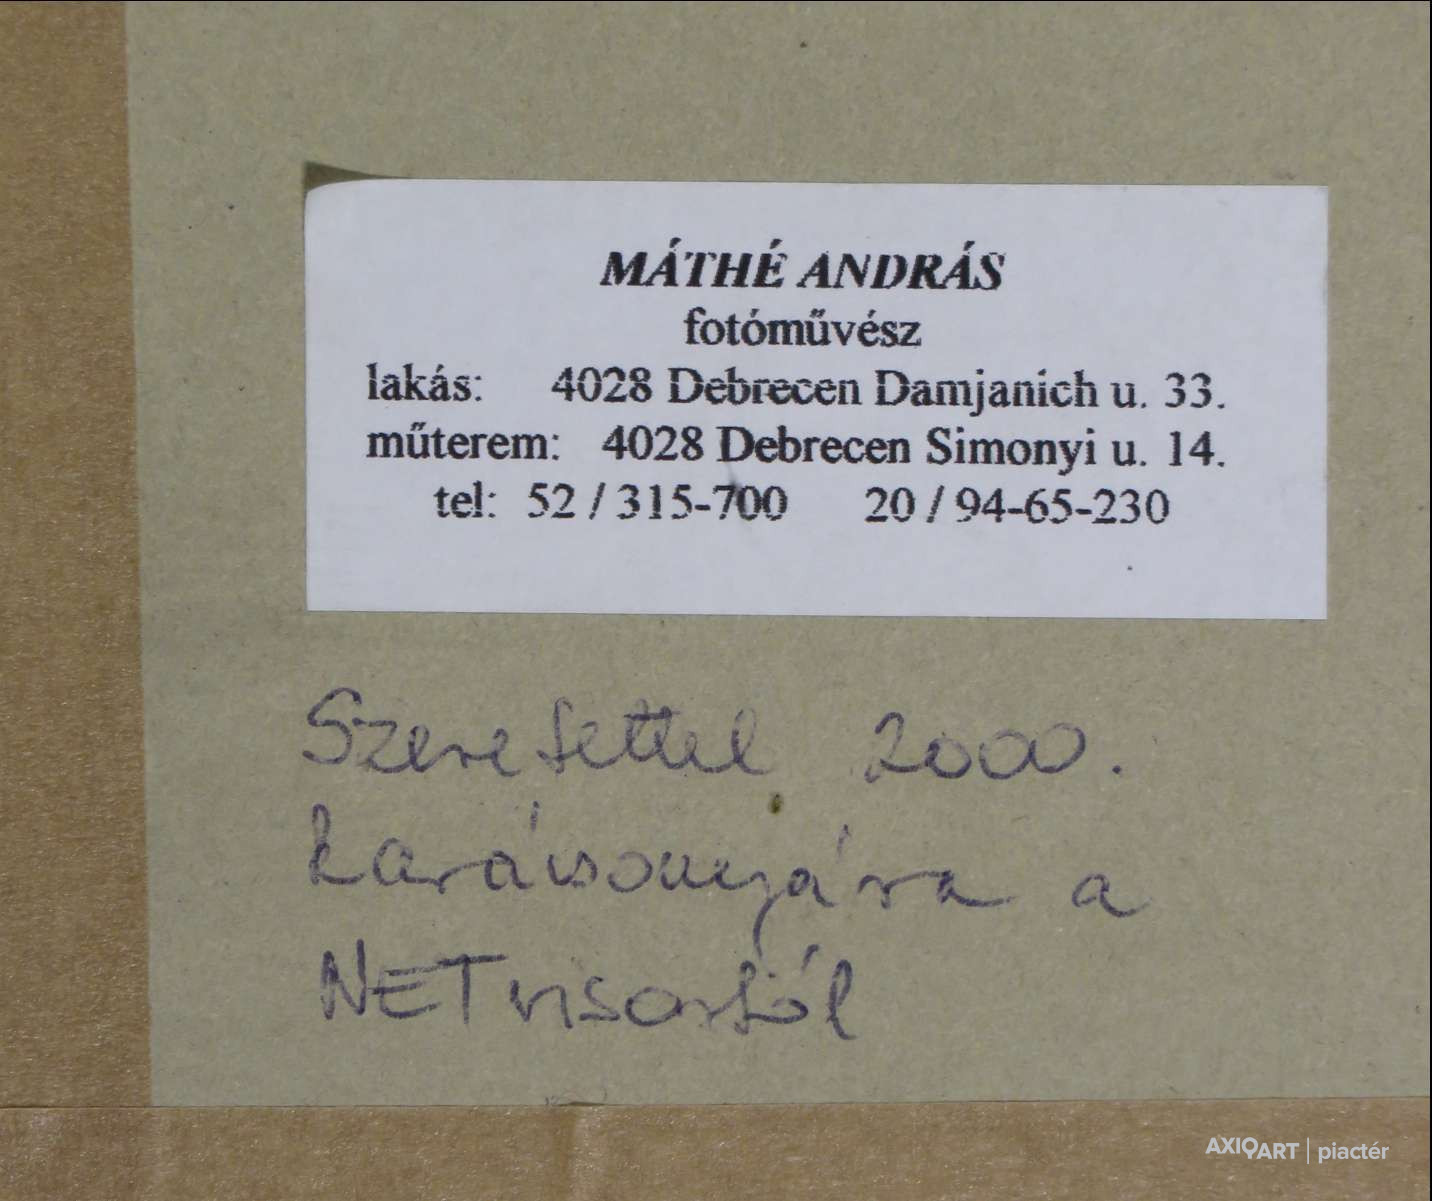 MÁTHÉ ANDRÁS
fotóművész
lakás: 4028 Debrecen Damjanich u. 33.
műterem: 4028 Debrecen Simonyi u. 14.
tel: 52 / 315-700 20 / 94-65-230
Szeretettel 2000.
karácsonyára a
NETvisortól
AXIOART | piactér